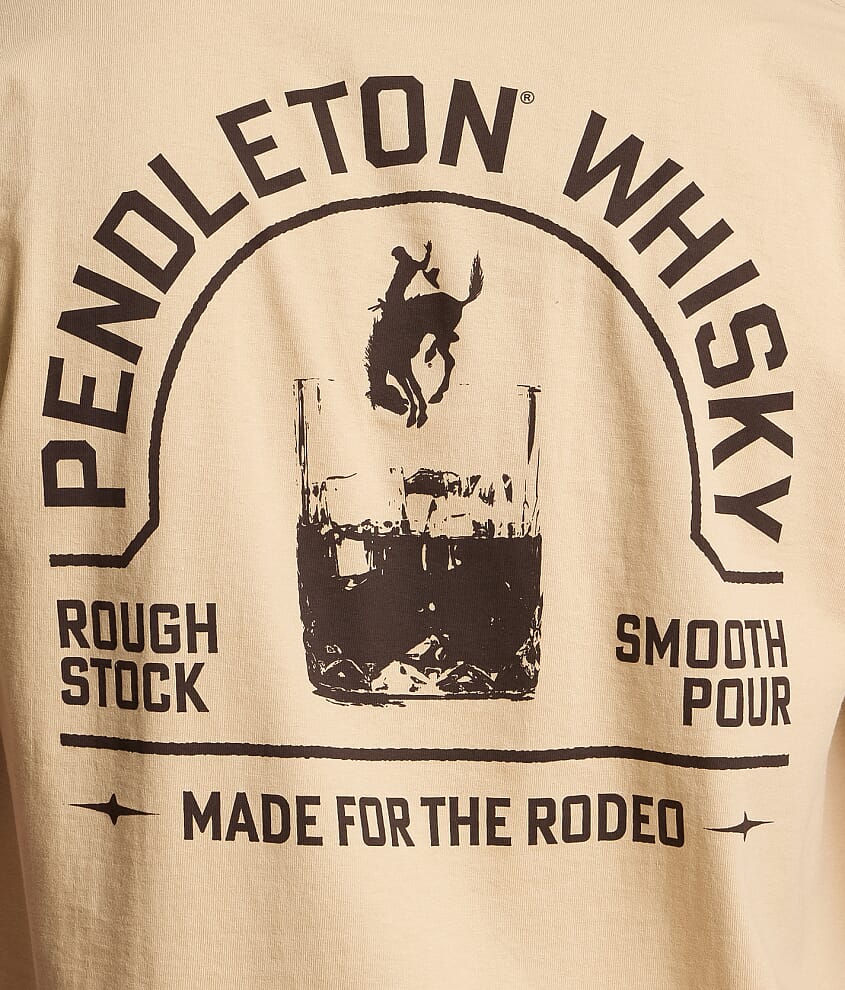 PENDLETON® WHISKY
ROUGH
STOCK
SMOOTH
POUR
MADE FOR THE RODEO